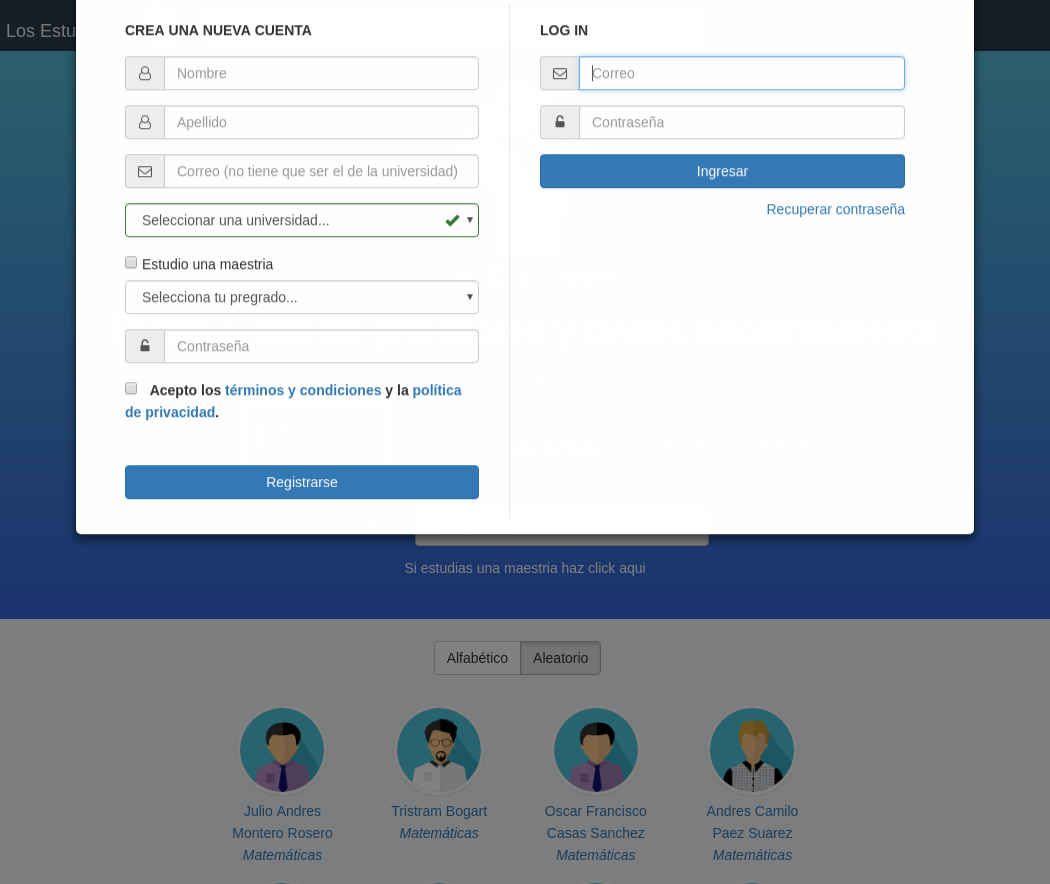 Los Estu
CREA UNA NUEVA CUENTA
Nombre
Apellido
Correo (no tiene que ser el de la universidad)
Seleccionar una universidad...
Estudio una maestria
Selecciona tu pregrado...
Contraseña
Acepto los términos y condiciones y la política
de privacidad.
Registrarse
LOG IN
Correo
Contraseña
Ingresar
Recuperar contraseña
Si estudias una maestria haz click aqui
Alfabético
Aleatorio
Julio Andres
Montero Rosero
Matemáticas
Tristram Bogart
Matemáticas
Oscar Francisco
Casas Sanchez
Matemáticas
Andres Camilo
Paez Suarez
Matemáticas